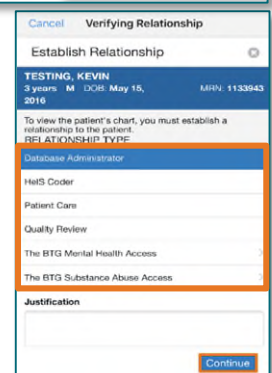 Cancel Verifying Relationship
Establish Relationship
TESTING, KEVIN
3 years M DOB: May 15, MRN: 1133943
2016
To view the patient's chart, you must establish a
relationship to the patient.
RELATIONSHIP TYPE
Database Administrator
HeIS Coder
Patient Care
Quality Review
The BTG Mental Health Access
The BTG Substance Abuse Access
Justification
Continue